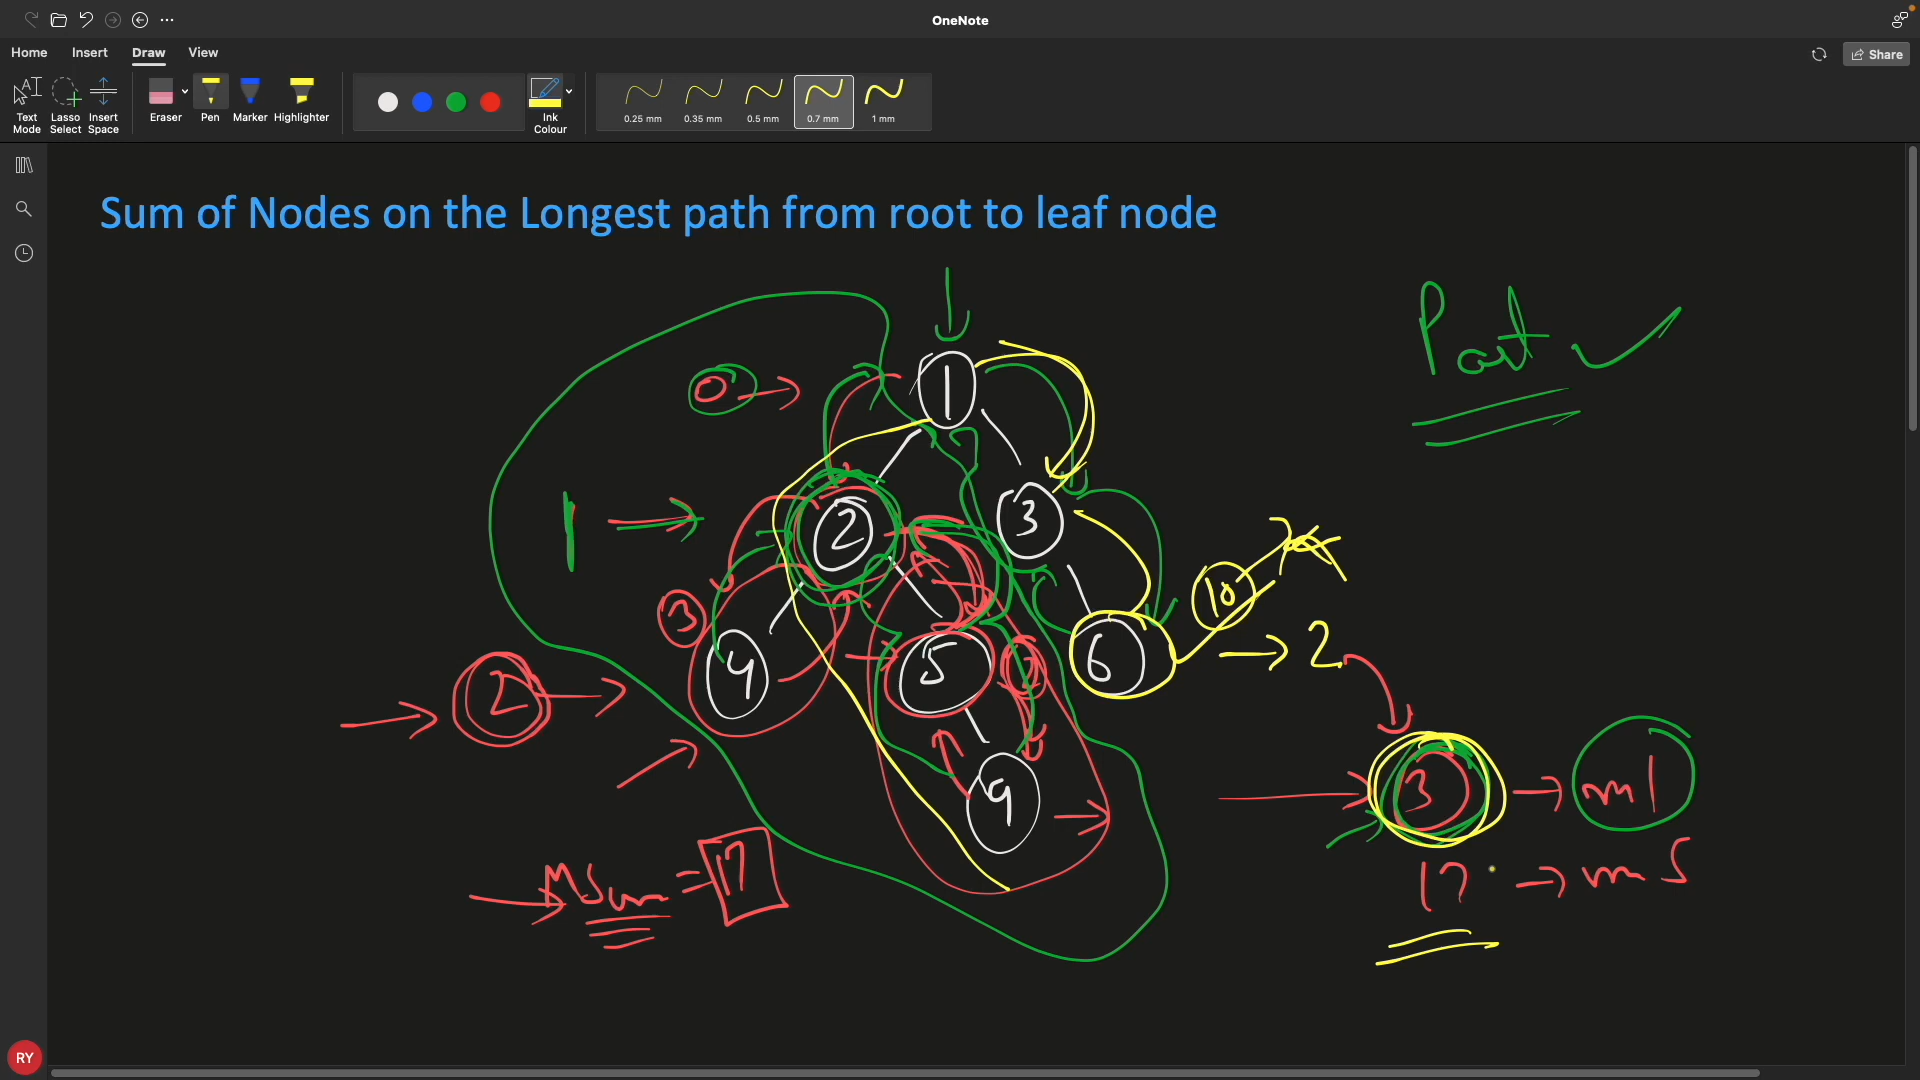 OneNote
Home Insert Draw View
Share
Text Mode
Lasso Select
Insert Space
Eraser
Pen
Marker
Highlighter
Ink Colour
0.25 mm
0.35 mm
0.5 mm
0.7 mm
1 mm
Sum of Nodes on the Longest path from root to leaf node
1
0
2
3
1
10
3
4
5
6
2
2
9
3
ml
MSum = 17
17 → mS
RY